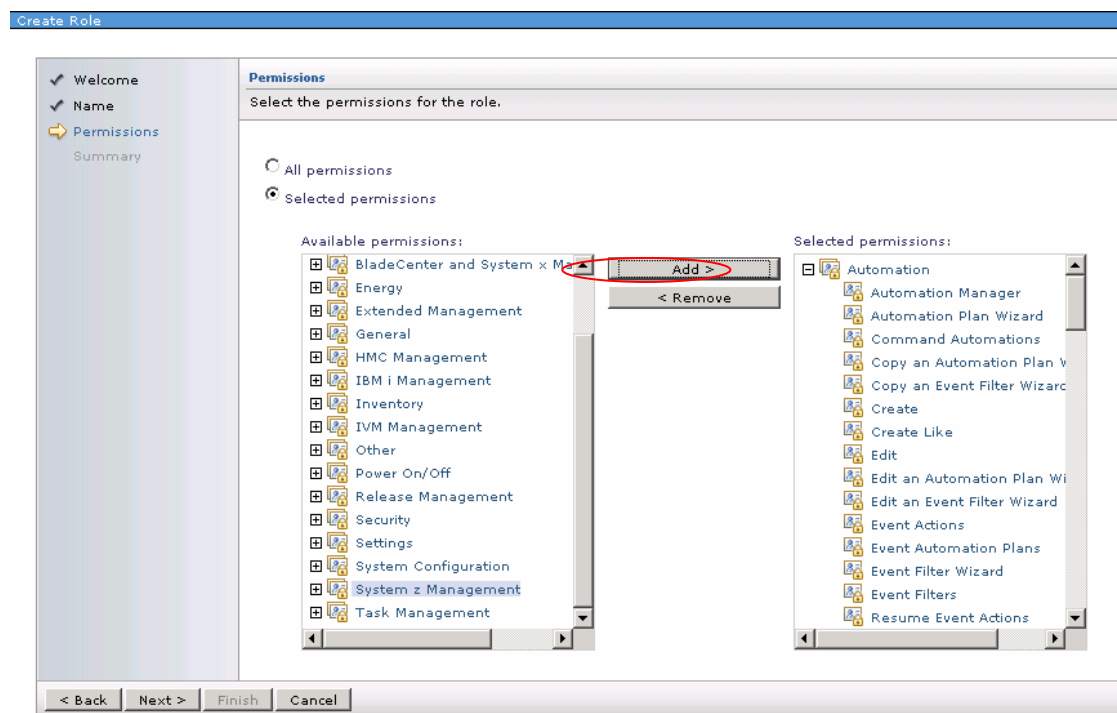 Create Role
Welcome
Name
Permissions
Summary
Permissions
Select the permissions for the role.
All permissions
Selected permissions
Available permissions:
BladeCenter and System x Ma
Energy
Extended Management
General
HMC Management
IBM i Management
Inventory
IVM Management
Other
Power On/Off
Release Management
Security
Settings
System Configuration
System z Management
Task Management
Add >
< Remove
Selected permissions:
Automation
Automation Manager
Automation Plan Wizard
Command Automations
Copy an Automation Plan W
Copy an Event Filter Wizard
Create
Create Like
Edit
Edit an Automation Plan Wi
Edit an Event Filter Wizard
Event Actions
Event Automation Plans
Event Filter Wizard
Event Filters
Resume Event Actions
< Back
Next >
Finish
Cancel